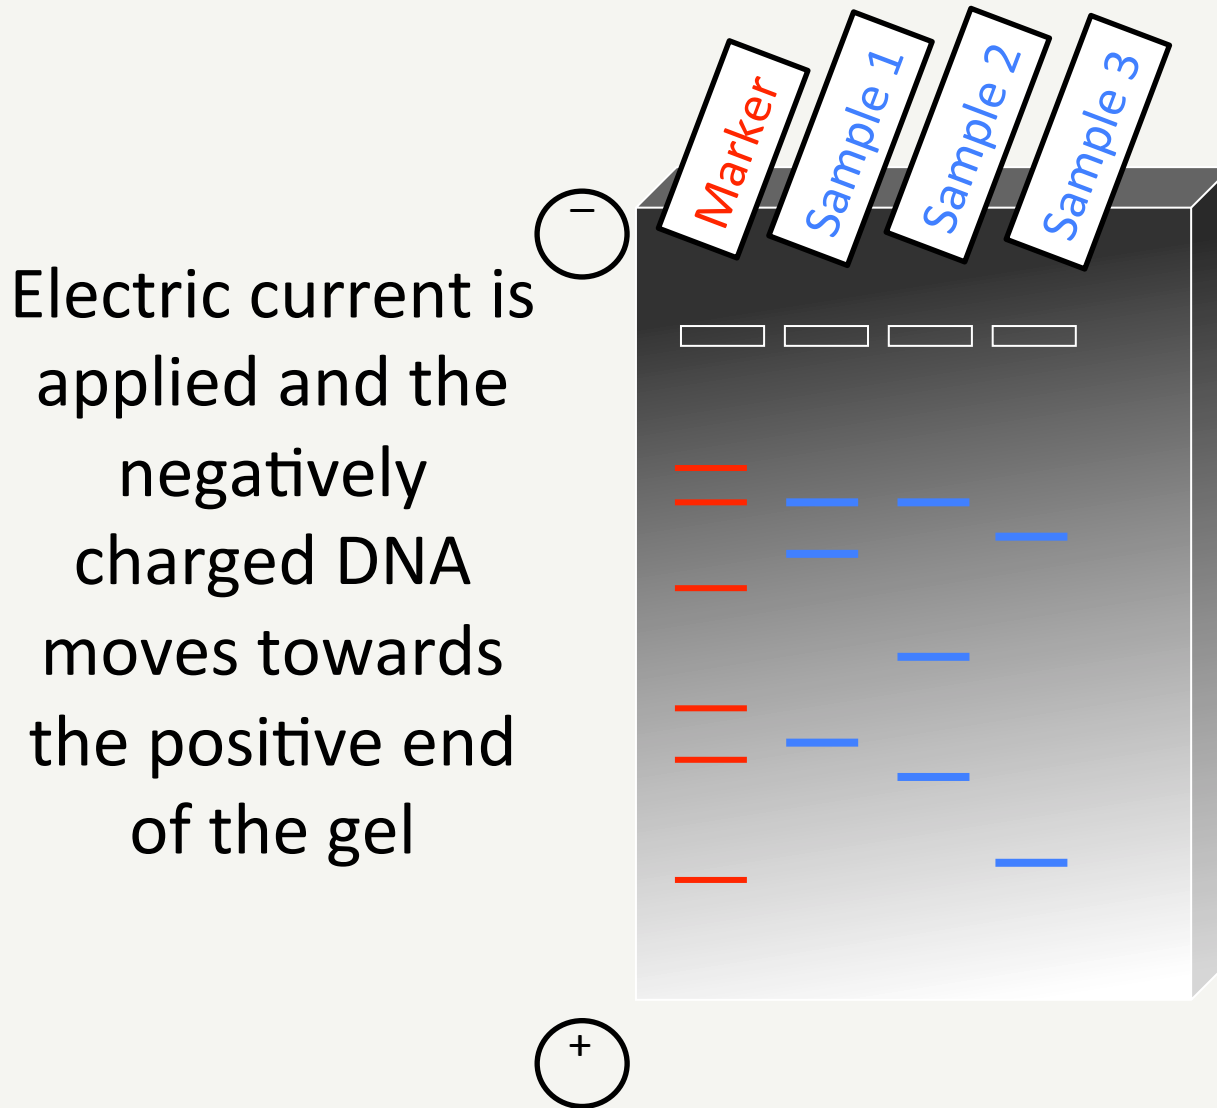 Marker
Sample 1
Sample 2
Sample 3
–
Electric current is
applied and the
negatively
charged DNA
moves towards
the positive end
of the gel
+